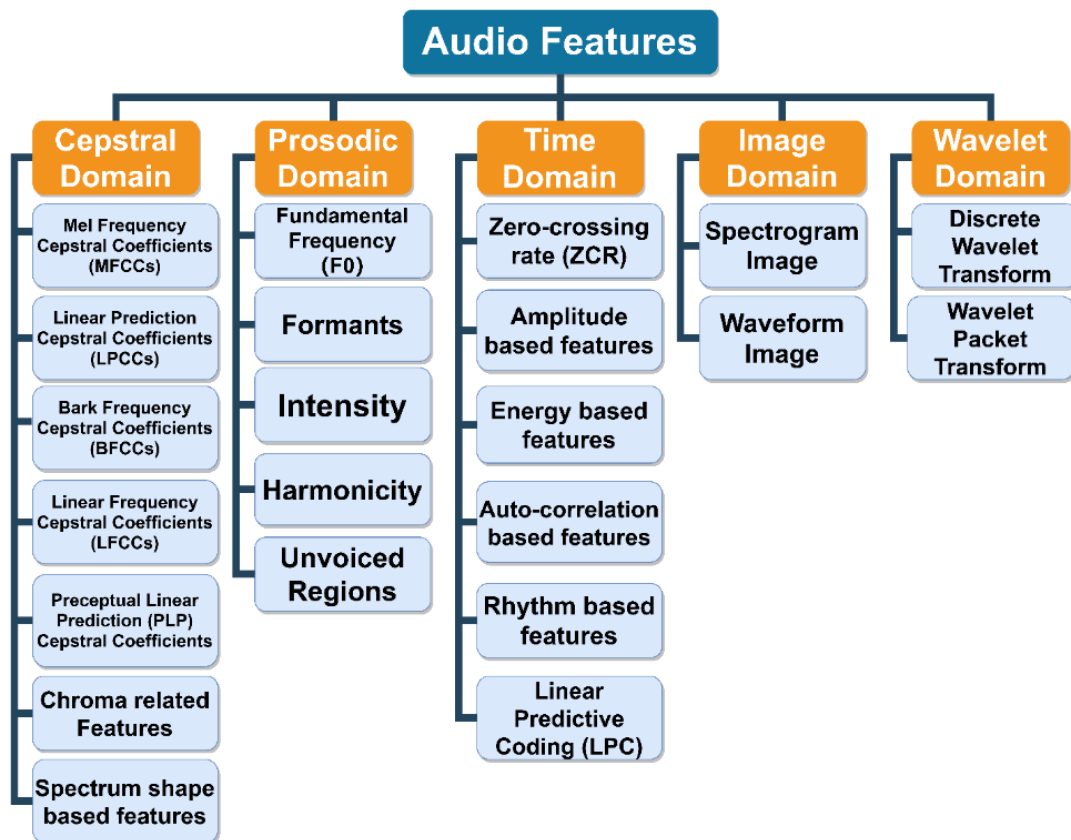 Audio Features
Cepstral
Domain
Mel Frequency
Cepstral Coefficients
(MFCCs)
Linear Prediction
Cepstral Coefficients
(LPCCs)
Bark Frequency
Cepstral Coefficients
(BFCCs)
Linear Frequency
Cepstral Coefficients
(LFCCs)
Preceptual Linear
Prediction (PLP)
Cepstral Coefficients
Chroma related
Features
Spectrum shape
based features
Prosodic
Domain
Fundamental
Frequency
(F0)
Formants
Intensity
Harmonicity
Unvoiced
Regions
Time
Domain
Zero-crossing
rate (ZCR)
Amplitude
based features
Energy based
features
Auto-correlation
based features
Rhythm based
features
Linear
Predictive
Coding (LPC)
Image
Domain
Spectrogram
Image
Waveform
Image
Wavelet
Domain
Discrete
Wavelet
Transform
Wavelet
Packet
Transform